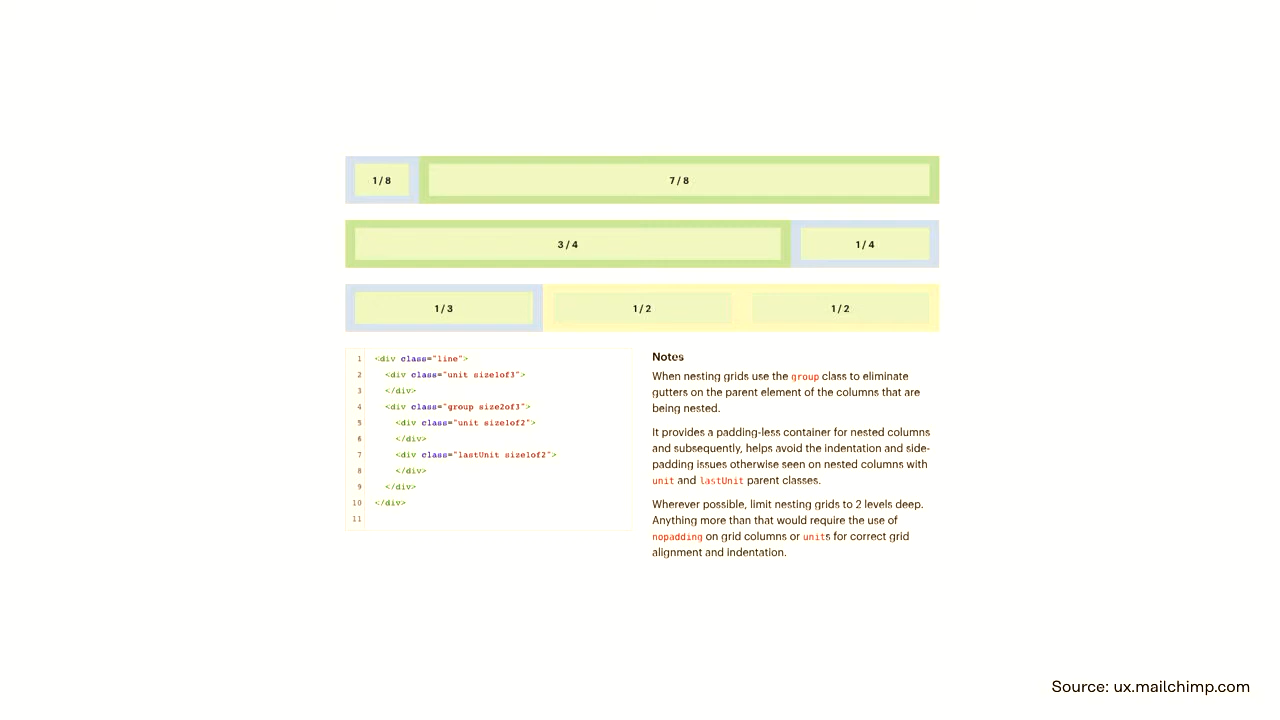 1 / 8
7 / 8
3 / 4
1 / 4
1 / 3
1 / 2
1 / 2
1 <div class="line">
2 <div class="unit size1of3">
3 </div>
4 <div class="group size2of3">
5 <div class="unit size1of2">
6 </div>
7 <div class="lastUnit size1of2">
8 </div>
9 </div>
10 </div>
11
Notes
When nesting grids use the group class to eliminate
gutters on the parent element of the columns that are
being nested.
It provides a padding-less container for nested columns
and subsequently, helps avoid the indentation and side-
padding issues otherwise seen on nested columns with
unit and lastUnit parent classes.
Wherever possible, limit nesting grids to 2 levels deep.
Anything more than that would require the use of
nopadding on grid columns or units for correct grid
alignment and indentation.
Source: ux.mailchimp.com